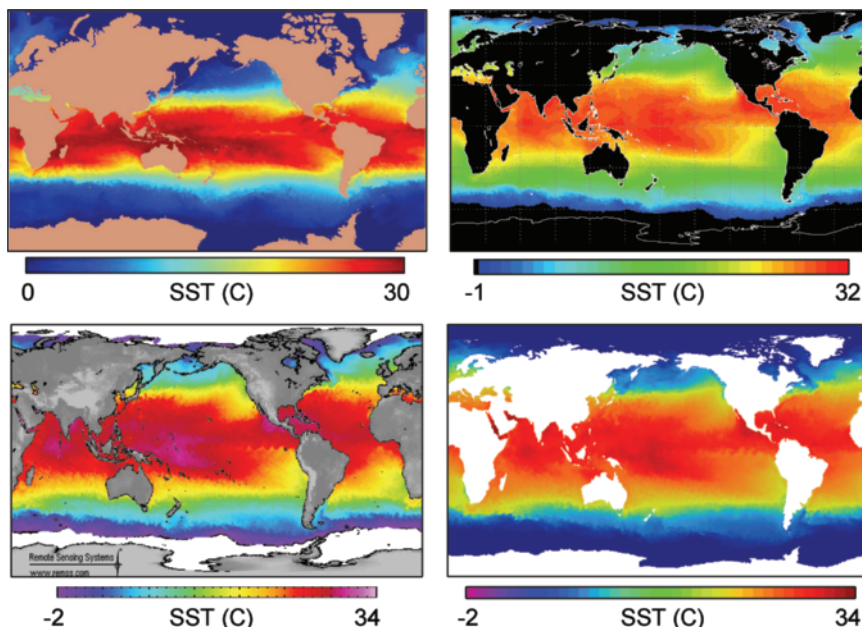 0 SST (C) 30
-1 SST (C) 32
Remote Sensing Systems
www.remss.com
-2 SST (C) 34
-2 SST (C) 34